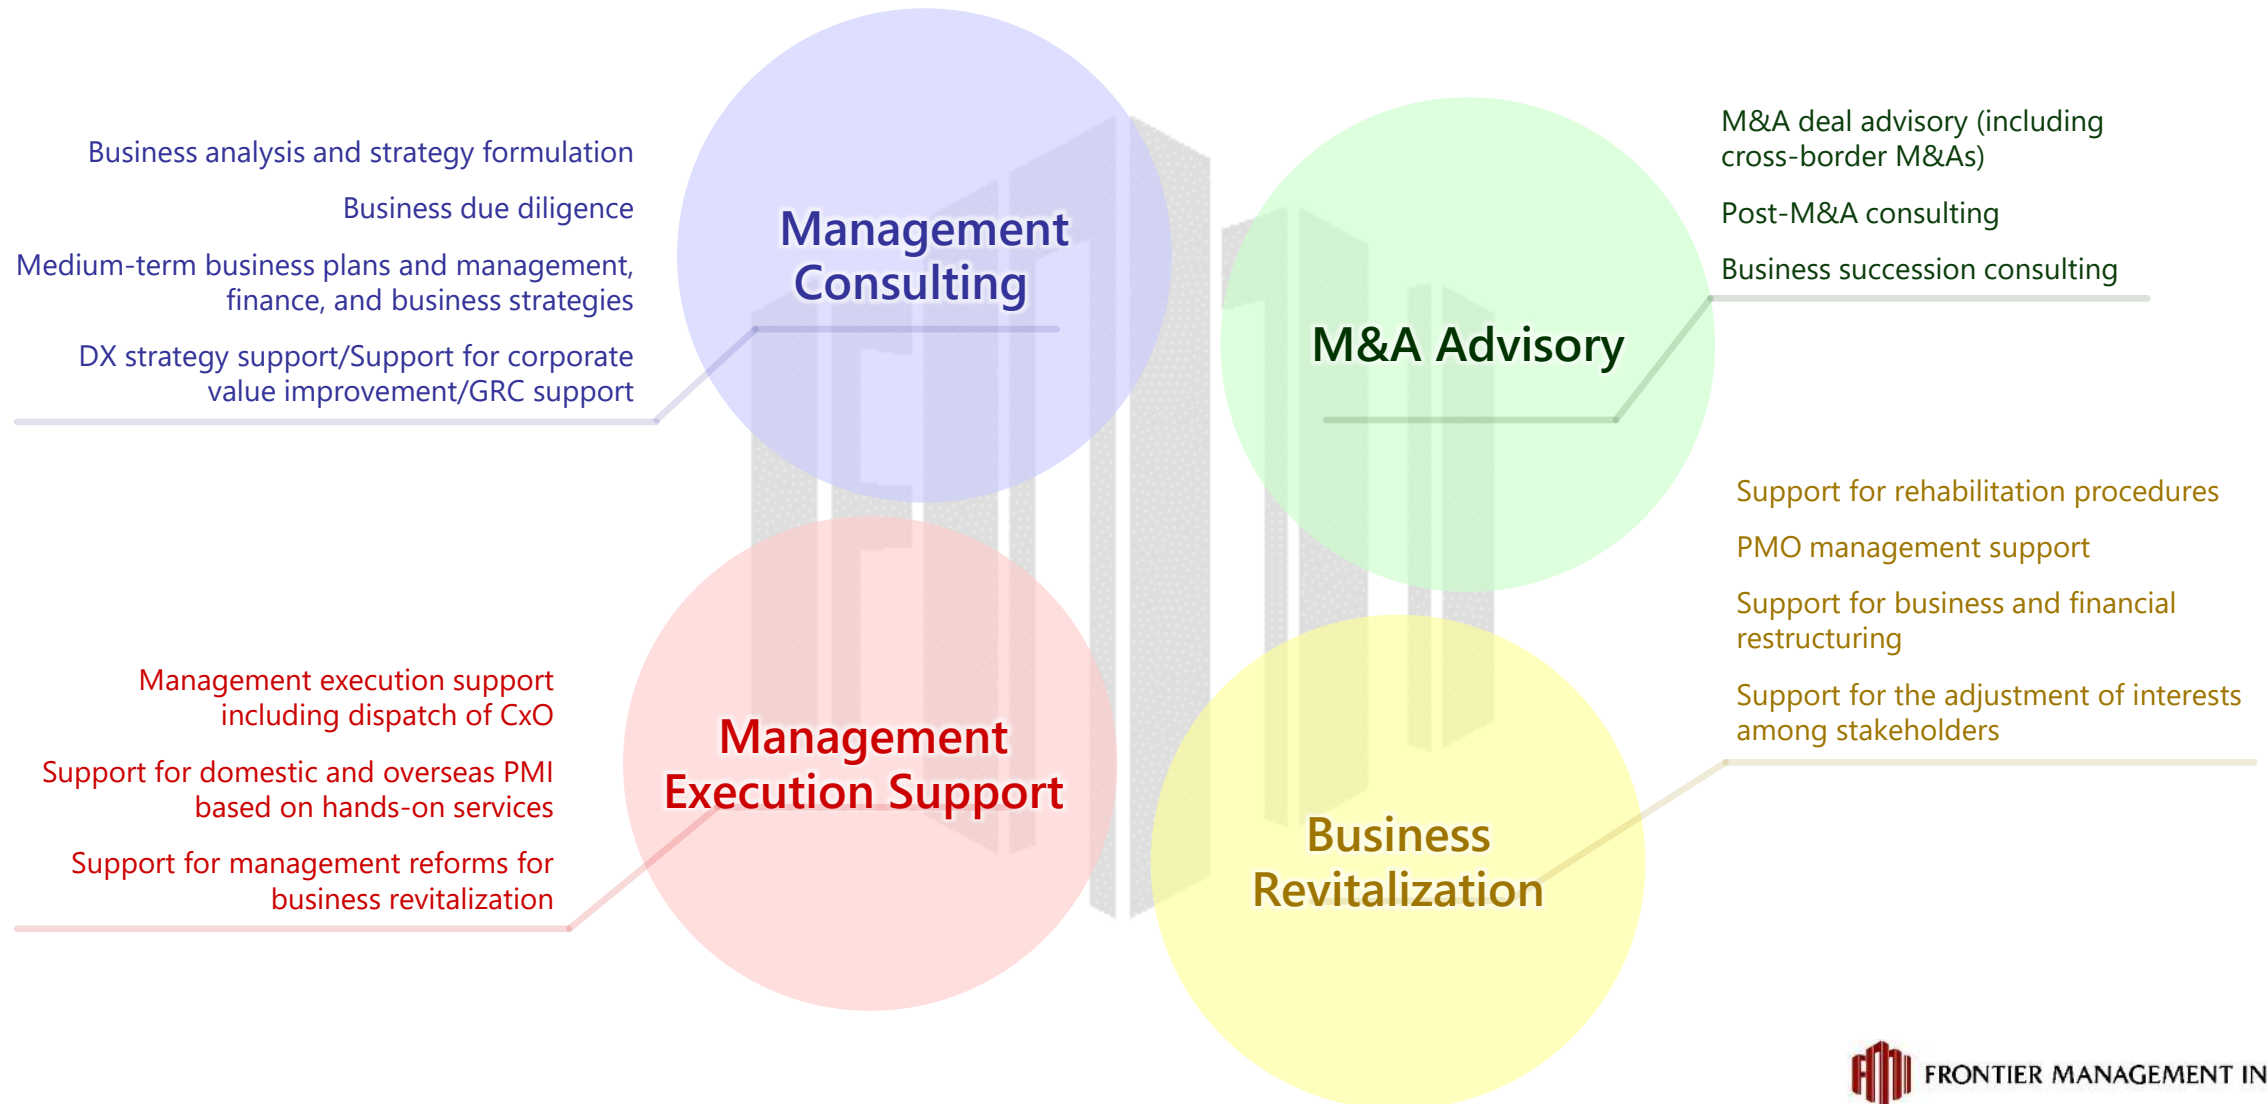 Business analysis and strategy formulation
Business due diligence
Medium-term business plans and management,
finance, and business strategies
DX strategy support/Support for corporate
value improvement/GRC support
Management
Consulting
M&A deal advisory (including
cross-border M&As)
Post-M&A consulting
Business succession consulting
M&A Advisory
Management execution support
including dispatch of CxO
Support for domestic and overseas PMI
based on hands-on services
Support for management reforms for
business revitalization
Management
Execution Support
Support for rehabilitation procedures
PMO management support
Support for business and financial
restructuring
Support for the adjustment of interests
among stakeholders
Business
Revitalization
FRONTIER MANAGEMENT IN